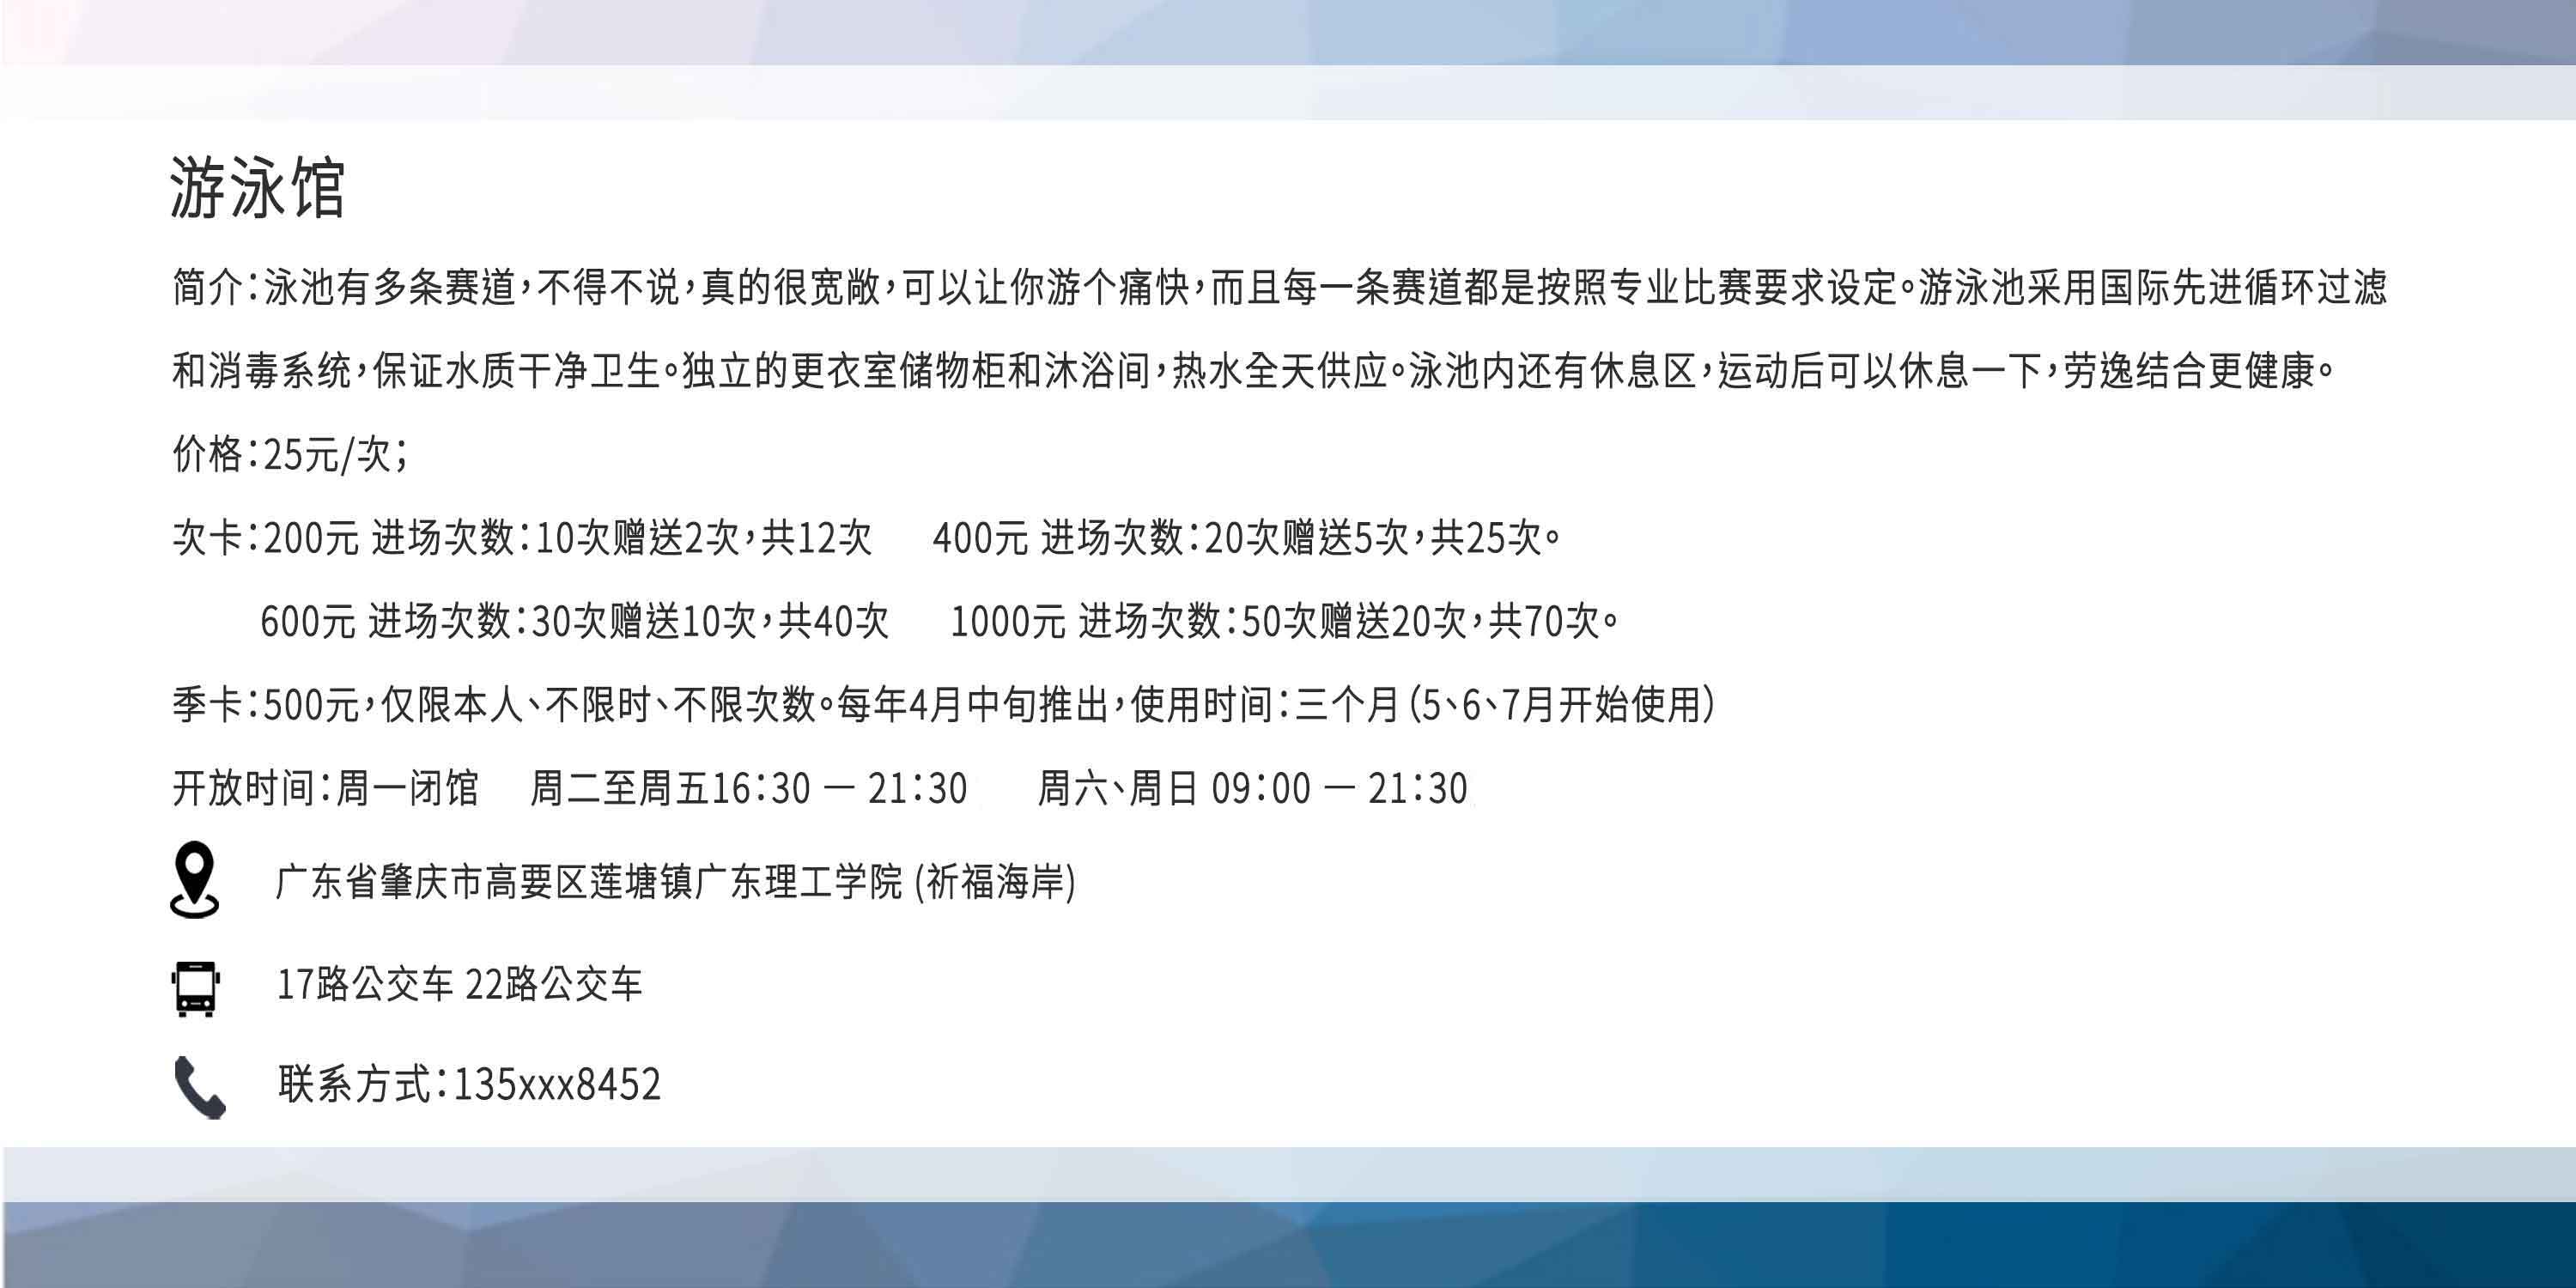 游泳馆
简介：泳池有多条赛道，不得不说，真的很宽敞，可以让你游个痛快，而且每一条赛道都是按照专业比赛要求设定。游泳池采用国际先进循环过滤
和消毒系统，保证水质干净卫生。独立的更衣室储物柜和沐浴间，热水全天供应。泳池内还有休息区，运动后可以休息一下，劳逸结合更健康。
价格：25元/次；
次卡：200元 进场次数：10次赠送2次，共12次 400元 进场次数：20次赠送5次，共25次。
600元 进场次数：30次赠送10次，共40次 1000元 进场次数：50次赠送20次，共70次。
季卡：500元，仅限本人、不限时、不限次数。每年4月中旬推出，使用时间：三个月（5、6、7月开始使用）
开放时间：周一闭馆 周二至周五16：30 一 21：30 周六、周日 09：00 一 21：30
广东省肇庆市高要区莲塘镇广东理工学院 (祈福海岸)
17路公交车 22路公交车
联系方式：135xxx8452